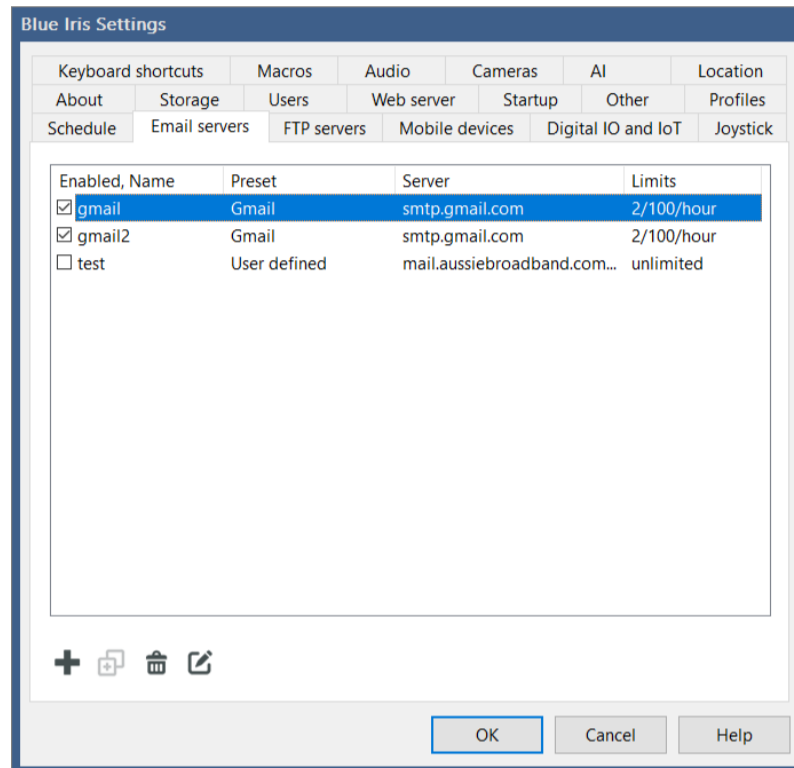 Blue Iris Settings
Keyboard shortcuts Macros Audio Cameras AI Location
About Storage Users Web server Startup Other Profiles
Schedule Email servers FTP servers Mobile devices Digital IO and IoT Joystick
Enabled, Name Preset Server Limits
gmail Gmail smtp.gmail.com 2/100/hour
gmail2 Gmail smtp.gmail.com 2/100/hour
test User defined mail.aussiebroadband.com... unlimited
OK Cancel Help